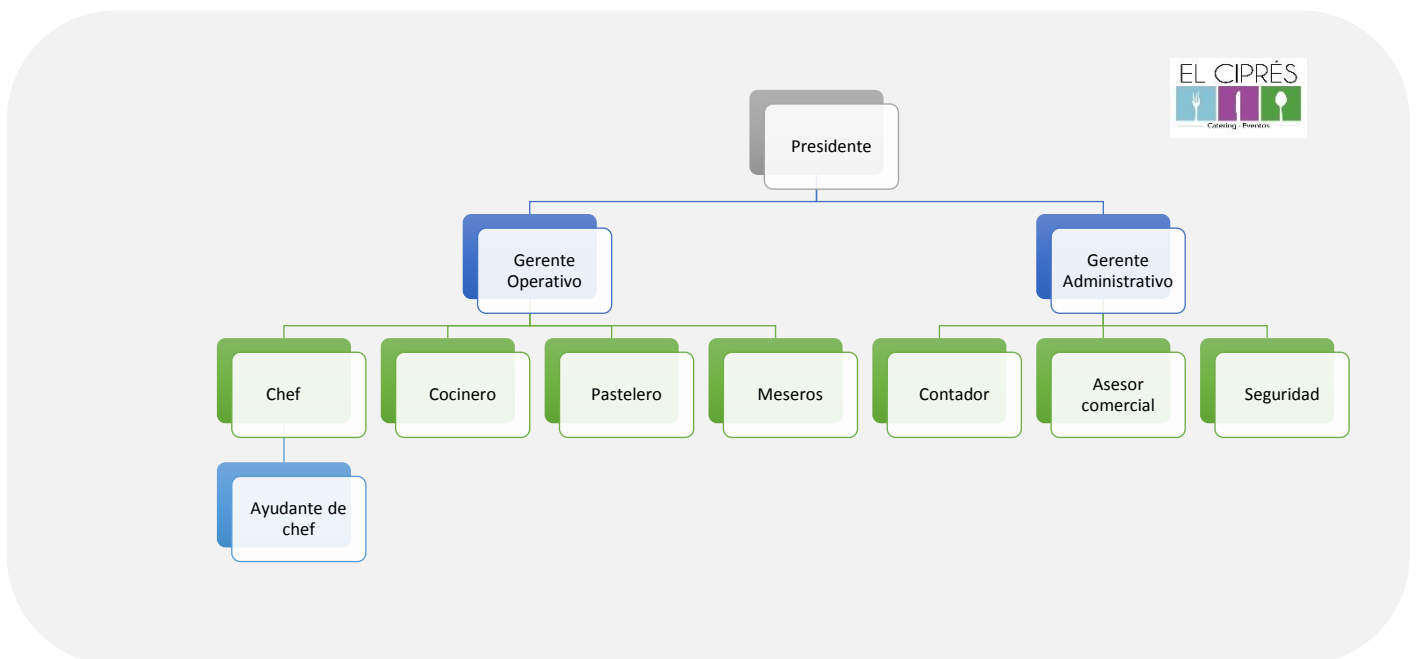 EL CIPRÉS
Catering - Eventos
Presidente
Gerente
Operativo
Gerente
Administrativo
Chef
Cocinero
Pastelero
Meseros
Contador
Asesor
comercial
Seguridad
Ayudante de
chef